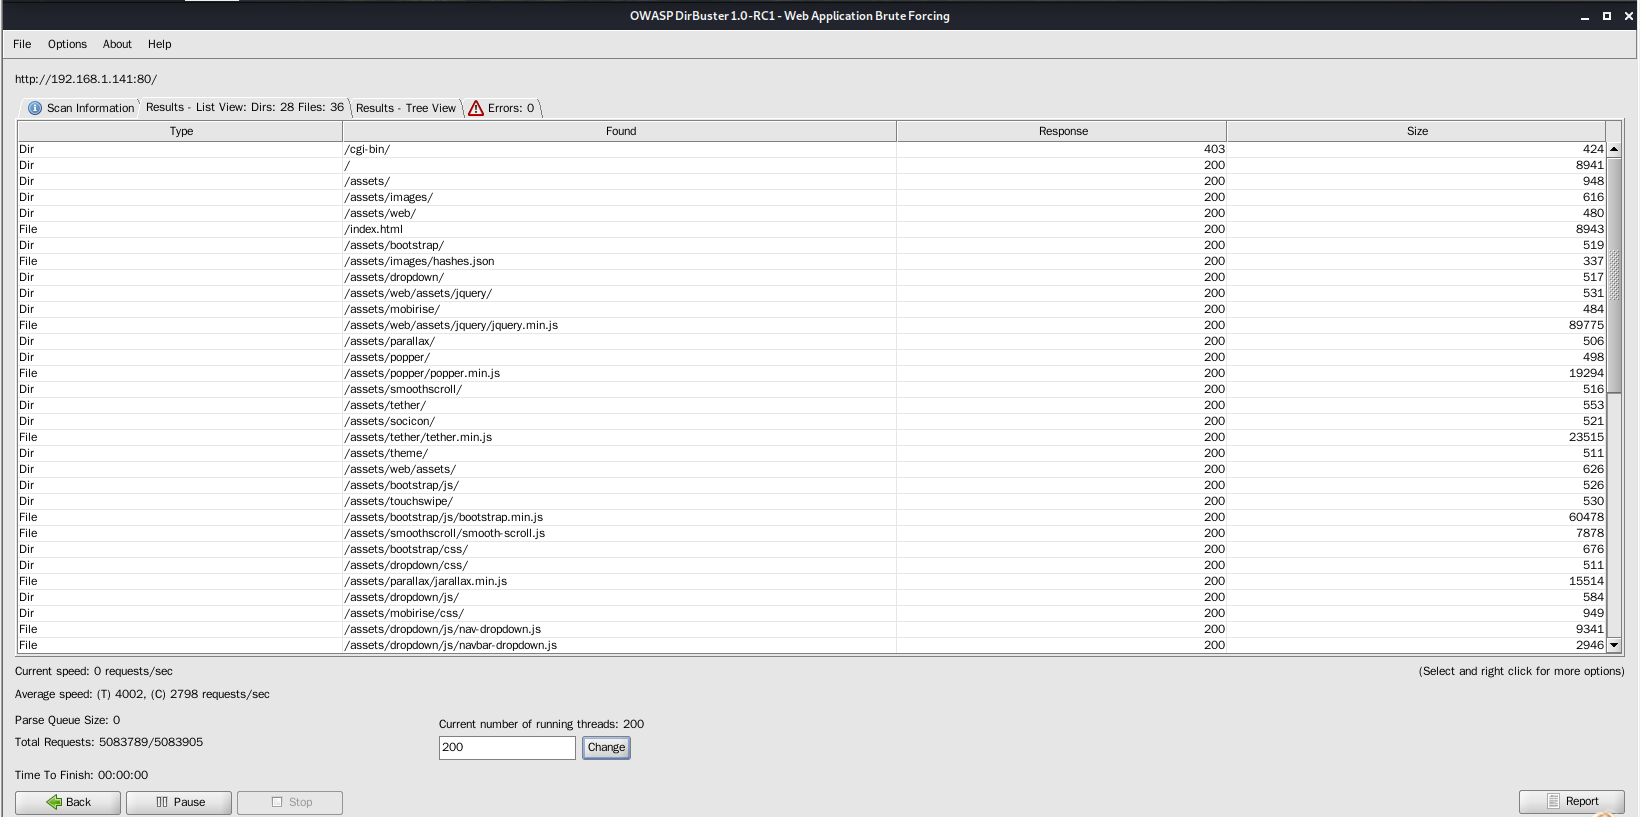 OWASP DirBuster 1.0-RC1 - Web Application Brute Forcing
File Options About Help
http://192.168.1.141:80/
Scan Information Results - List View: Dirs: 28 Files: 36 Results - Tree View Errors: 0
Type Found Response Size
Dir /cgi-bin/ 403 424
Dir / 200 8941
Dir /assets/ 200 948
Dir /assets/images/ 200 616
Dir /assets/web/ 200 480
File /index.html 200 8943
Dir /assets/bootstrap/ 200 519
File /assets/images/hashes.json 200 337
Dir /assets/dropdown/ 200 517
Dir /assets/web/assets/jquery/ 200 531
Dir /assets/mobirise/ 200 484
File /assets/web/assets/jquery/jquery.min.js 200 89775
Dir /assets/parallax/ 200 506
Dir /assets/popper/ 200 498
File /assets/popper/popper.min.js 200 19294
Dir /assets/smoothscroll/ 200 516
Dir /assets/tether/ 200 553
Dir /assets/socicon/ 200 521
File /assets/tether/tether.min.js 200 23515
Dir /assets/theme/ 200 511
Dir /assets/web/assets/ 200 626
Dir /assets/bootstrap/js/ 200 526
Dir /assets/touchswipe/ 200 530
File /assets/bootstrap/js/bootstrap.min.js 200 60478
File /assets/smoothscroll/smooth-scroll.js 200 7878
Dir /assets/bootstrap/css/ 200 676
Dir /assets/dropdown/css/ 200 511
File /assets/parallax/jarallax.min.js 200 15514
Dir /assets/dropdown/js/ 200 584
Dir /assets/mobirise/css/ 200 949
File /assets/dropdown/js/nav-dropdown.js 200 9341
File /assets/dropdown/js/navbar-dropdown.js 200 2946
Current speed: 0 requests/sec (Select and right click for more options)
Average speed: (T) 4002, (C) 2798 requests/sec
Parse Queue Size: 0 Current number of running threads: 200
Total Requests: 5083789/5083905 200 Change
Time To Finish: 00:00:00
Back Pause Stop Report